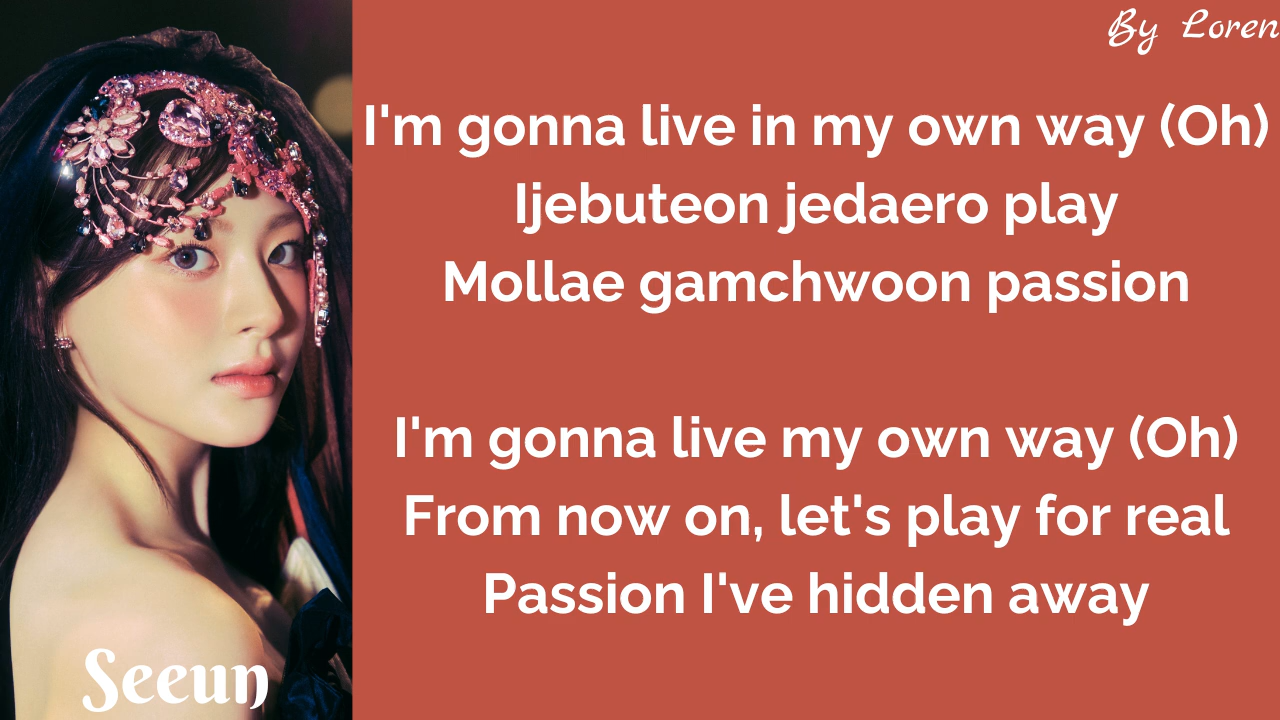 By Loren
I'm gonna live in my own way (Oh)
Ijebuteon jedaero play
Mollae gamchwoon passion
I'm gonna live my own way (Oh)
From now on, let's play for real
Passion I've hidden away
Seeun